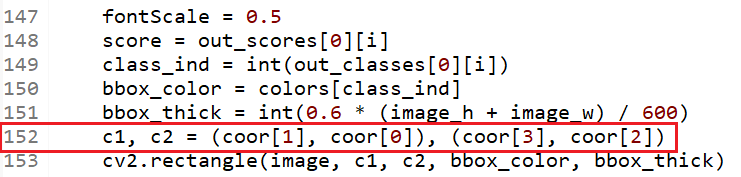 147 fontScale = 0.5
148 score = out_scores[0][i]
149 class_ind = int(out_classes[0][i])
150 bbox_color = colors[class_ind]
151 bbox_thick = int(0.6 * (image_h + image_w) / 600)
152 c1, c2 = (coor[1], coor[0]), (coor[3], coor[2])
153 cv2.rectangle(image, c1, c2, bbox_color, bbox_thick)